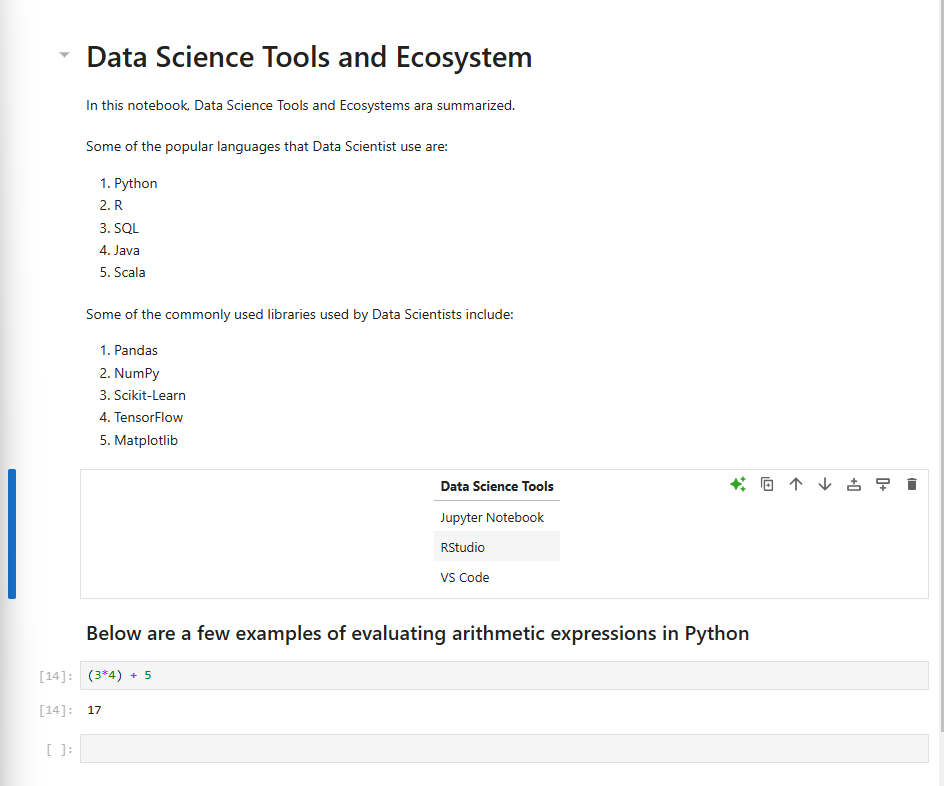 Data Science Tools and Ecosystem
In this notebook, Data Science Tools and Ecosystems ara summarized.
Some of the popular languages that Data Scientist use are:
1. Python
2. R
3. SQL
4. Java
5. Scala
Some of the commonly used libraries used by Data Scientists include:
1. Pandas
2. NumPy
3. Scikit-Learn
4. TensorFlow
5. Matplotlib
Data Science Tools
Jupyter Notebook
RStudio
VS Code
Below are a few examples of evaluating arithmetic expressions in Python
[14]: (3*4) + 5
[14]: 17
[ ]: